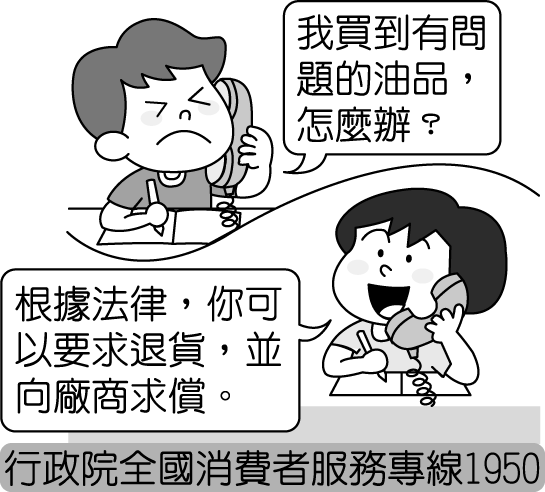 我買到有問
題的油品，
怎麼辦？
根據法律，你可
以要求退貨，並
向廠商求償。
行政院全國消費者服務專線1950